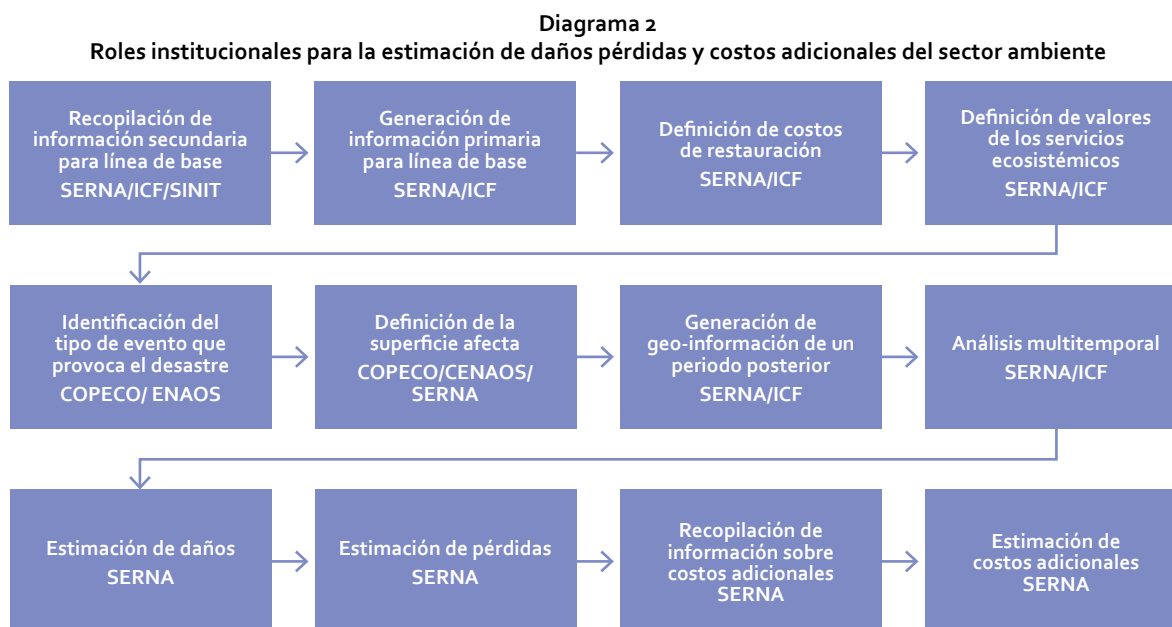 Diagrama 2
Roles institucionales para la estimación de daños pérdidas y costos adicionales del sector ambiente
Recopilación de
información secundaria
para línea de base
SERNA/ICF/SINIT
Generación de
información primaria
para línea de base
SERNA/ICF
Definición de costos
de restauración
SERNA/ICF
Definición de valores
de los servicios
ecosistémicos
SERNA/ICF
Identificación del
tipo de evento que
provoca el desastre
COPECO/ ENAOS
Definición de la
superficie afecta
COPECO/CENAOS/
SERNA
Generación de
geo-información de un
periodo posterior
SERNA/ICF
Análisis multitemporal
SERNA/ICF
Estimación de daños
SERNA
Estimación de pérdidas
SERNA
Recopilación de
información sobre
costos adicionales
SERNA
Estimación de
costos adicionales
SERNA